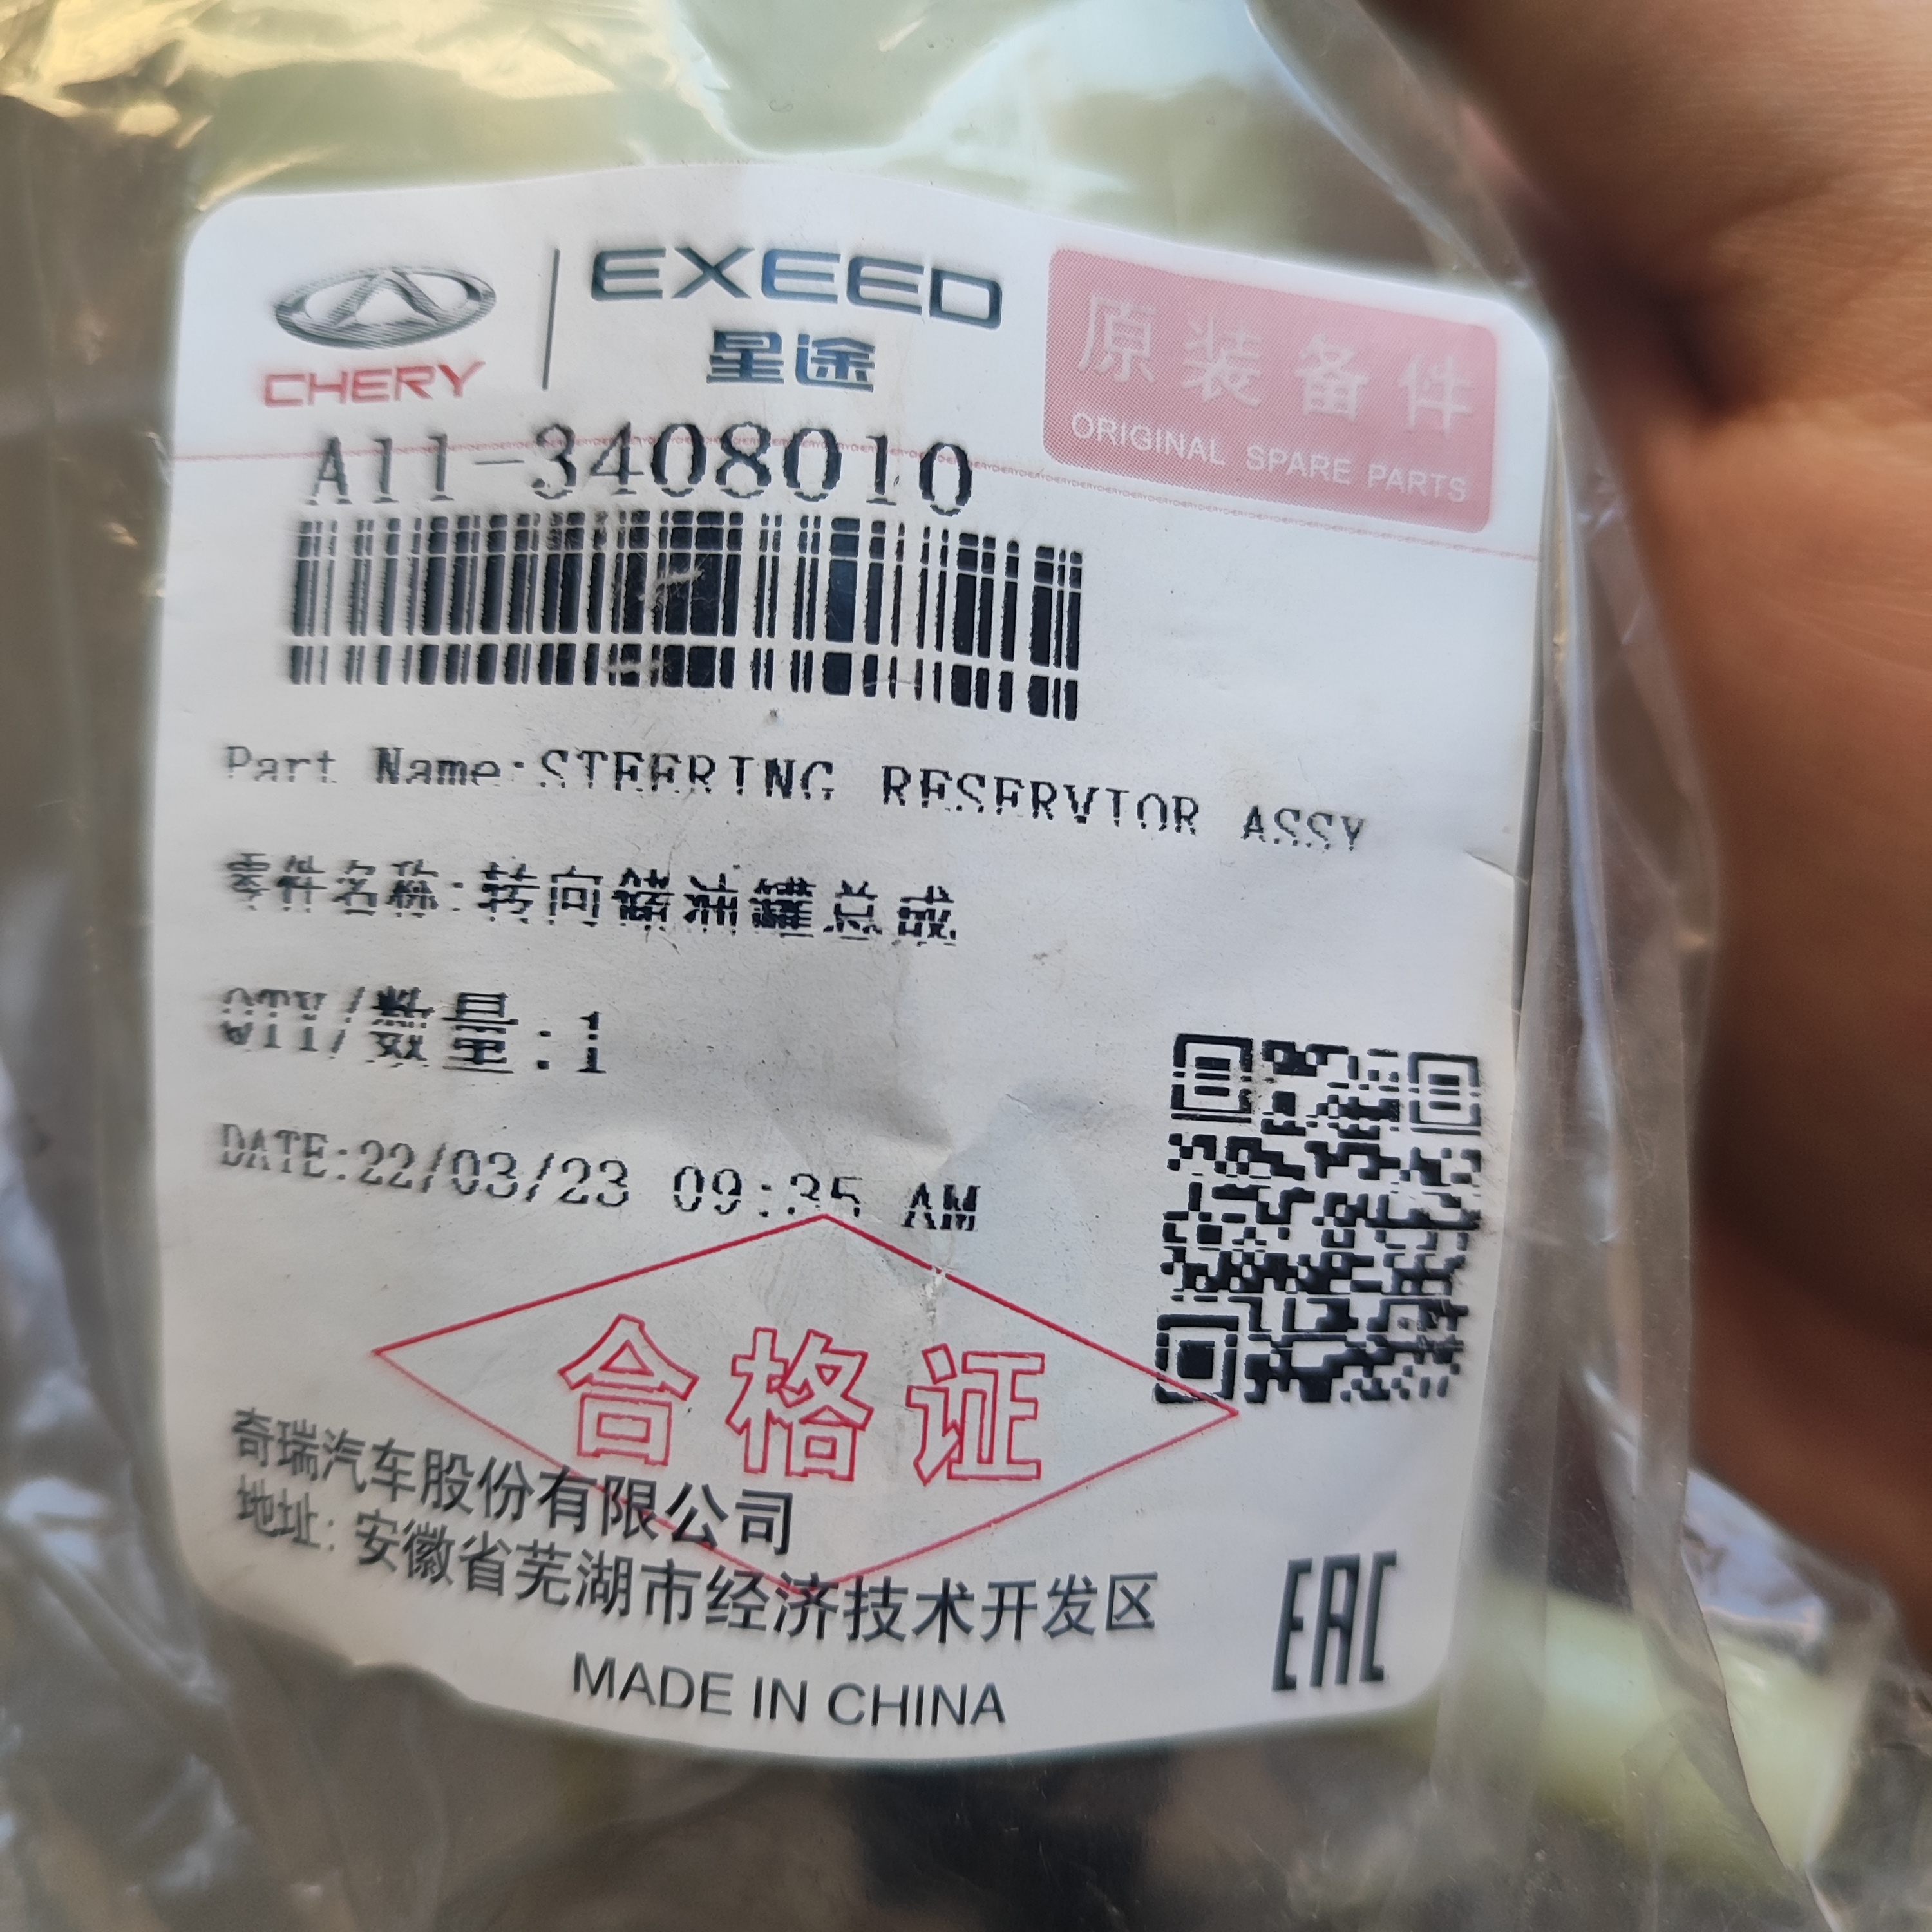 CHERY
EXEED
星途
原装备件
ORIGINAL SPARE PARTS
A11-3408010
Part Name:STEERING RESERVIOR ASSY
零件名称:转向储油罐总成
QTY/数量:1
DATE:22/03/23 09:35 AM
合格证
奇瑞汽车股份有限公司
地址: 安徽省芜湖市经济技术开发区
MADE IN CHINA
EAC